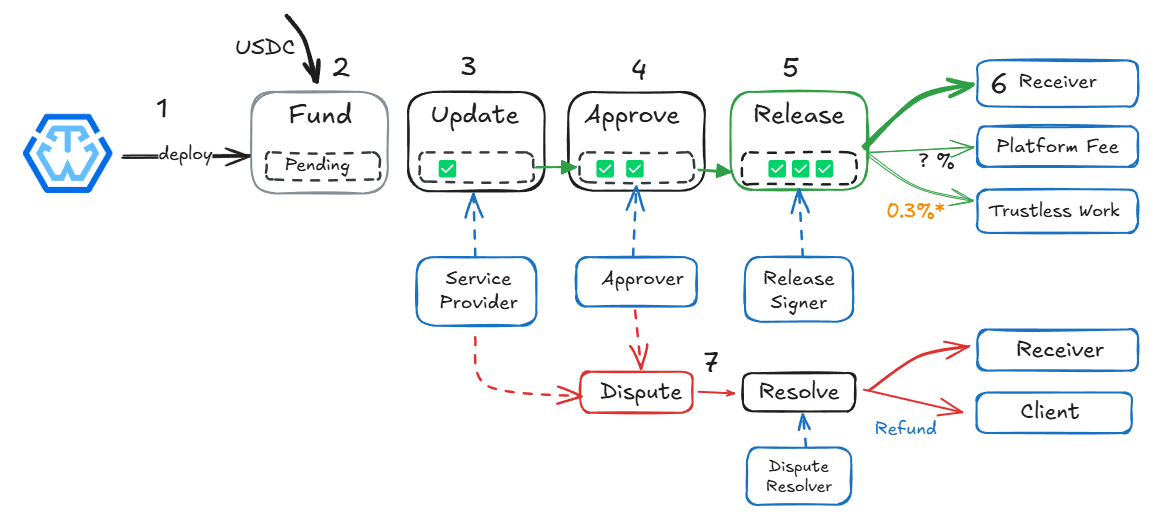 USDC
1
2
3
4
5
6
deploy
Fund
Pending
Update
✅
Approve
✅ ✅
Release
✅✅✅
Receiver
? %
Platform Fee
0.3%*
Trustless Work
Service
Provider
Approver
Release
Signer
7
Dispute
Resolve
Receiver
Client
Refund
Dispute
Resolver
TW